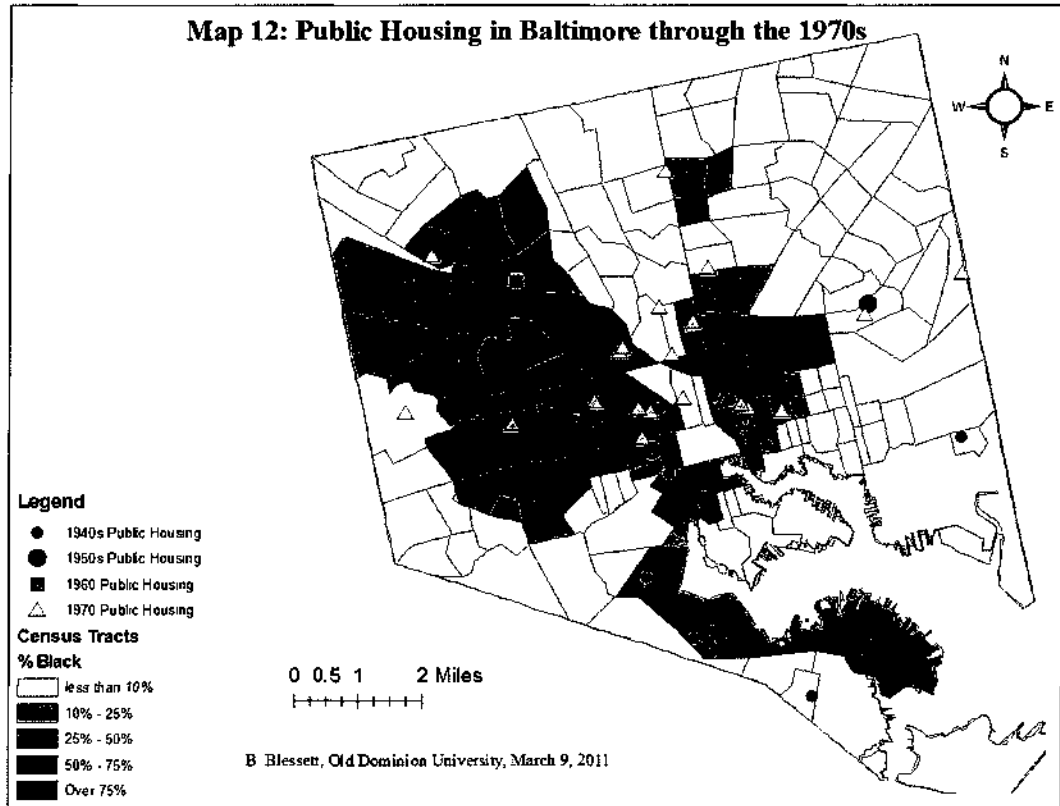 Map 12: Public Housing in Baltimore through the 1970s
N
W E
S
Legend
1940s Public Housing
1950s Public Housing
1960 Public Housing
1970 Public Housing
Census Tracts
% Black
less than 10%
10% - 25%
25% - 50%
50% - 75%
Over 75%
0 0.5 1 2 Miles
B Blessett, Old Dominion University, March 9, 2011